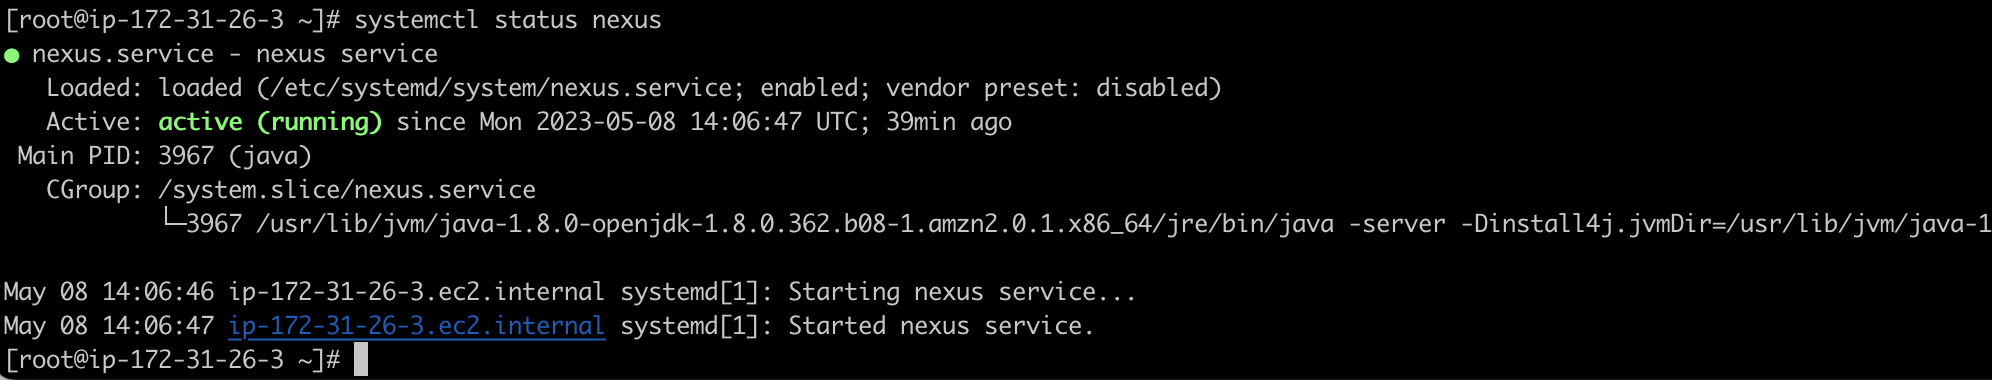 [root@ip-172-31-26-3 ~]# systemctl status nexus
● nexus.service - nexus service
   Loaded: loaded (/etc/systemd/system/nexus.service; enabled; vendor preset: disabled)
   Active: active (running) since Mon 2023-05-08 14:06:47 UTC; 39min ago
 Main PID: 3967 (java)
   CGroup: /system.slice/nexus.service
           └─3967 /usr/lib/jvm/java-1.8.0-openjdk-1.8.0.362.b08-1.amzn2.0.1.x86_64/jre/bin/java -server -Dinstall4j.jvmDir=/usr/lib/jvm/java-1
May 08 14:06:46 ip-172-31-26-3.ec2.internal systemd[1]: Starting nexus service...
May 08 14:06:47 ip-172-31-26-3.ec2.internal systemd[1]: Started nexus service.
[root@ip-172-31-26-3 ~]#